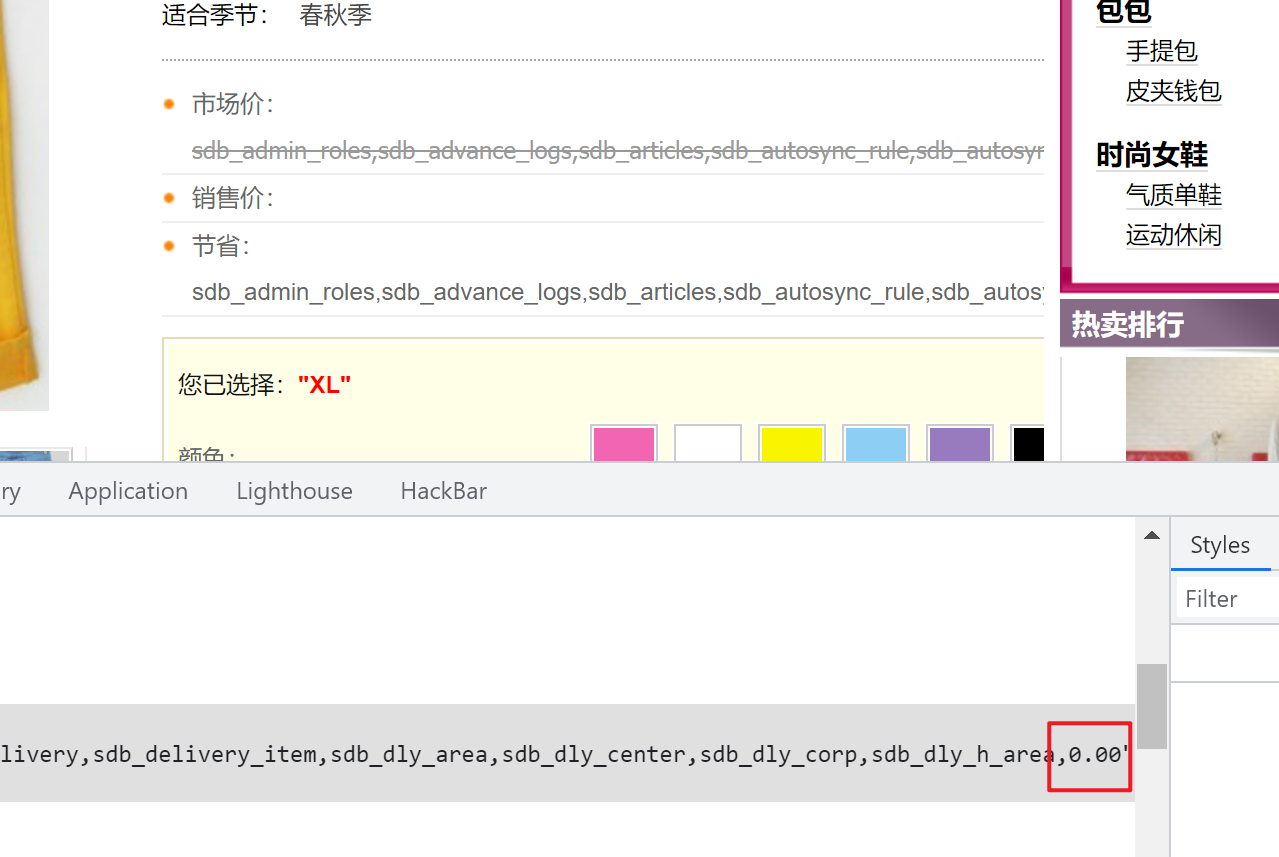 适合季节： 春秋季
市场价：
sdb_admin_roles,sdb_advance_logs,sdb_articles,sdb_autosync_rule,sdb_autosyn
销售价：
节省：
sdb_admin_roles,sdb_advance_logs,sdb_articles,sdb_autosync_rule,sdb_autosy
您已选择："XL"
颜色：
包包
手提包
皮夹钱包
时尚女鞋
气质单鞋
运动休闲
热卖排行
ry Application Lighthouse HackBar
Styles
Filter
livery,sdb_delivery_item,sdb_dly_area,sdb_dly_center,sdb_dly_corp,sdb_dly_h_area,0.00"